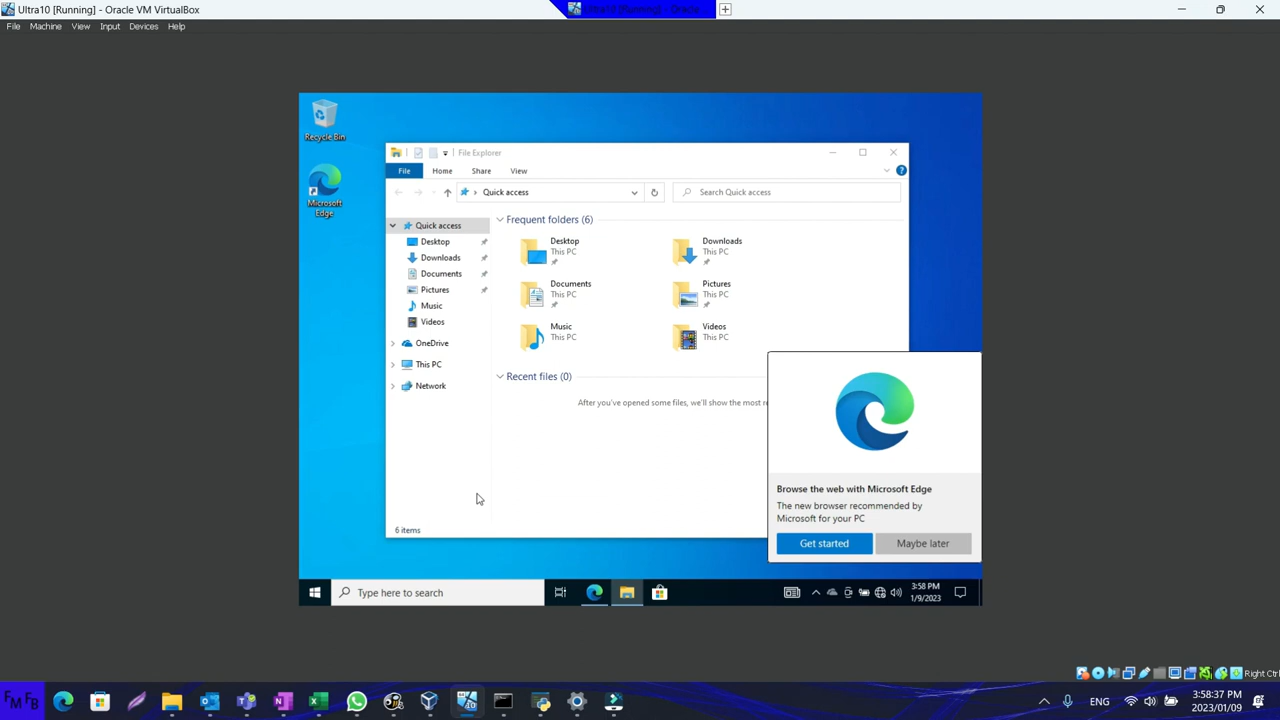 Ultra10 [Running] - Oracle VM VirtualBox
Ultra10 [Running] - Oracle
File Machine View Input Devices Help
Recycle Bin
Microsoft
Edge
File Explorer
File Home Share View
Quick access
Search Quick access
Quick access
Desktop
Downloads
Documents
Pictures
Music
Videos
OneDrive
This PC
Network
Frequent folders (6)
Desktop
This PC
Downloads
This PC
Documents
This PC
Pictures
This PC
Music
This PC
Videos
This PC
Recent files (0)
After you've opened some files, we'll show the most re
6 items
Browse the web with Microsoft Edge
The new browser recommended by
Microsoft for your PC
Get started
Maybe later
Type here to search
3:58 PM
1/9/2023
Right Ctrl
FM FB
ENG
3:58:37 PM
2023/01/09